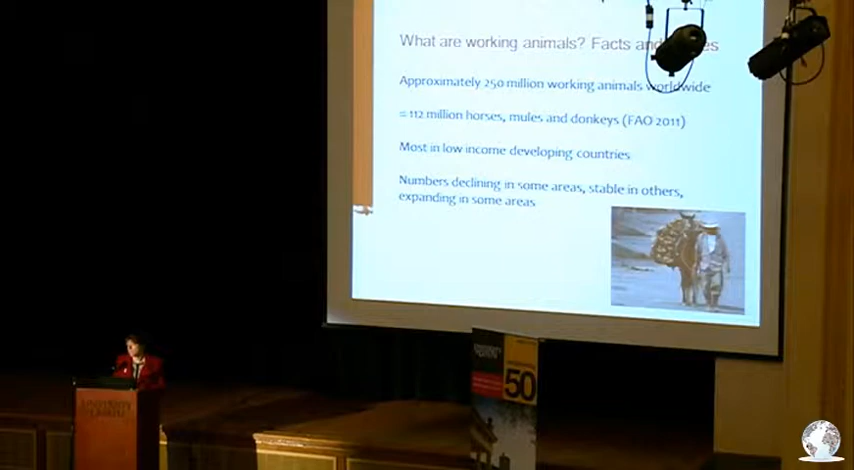 What are working animals? Facts and
Approximately 250 million working animals worldwide
= 112 million horses, mules and donkeys (FAO 2011)
Most in low income developing countries
Numbers declining in some areas, stable in others,
expanding in some areas
50
UNIVERSITY